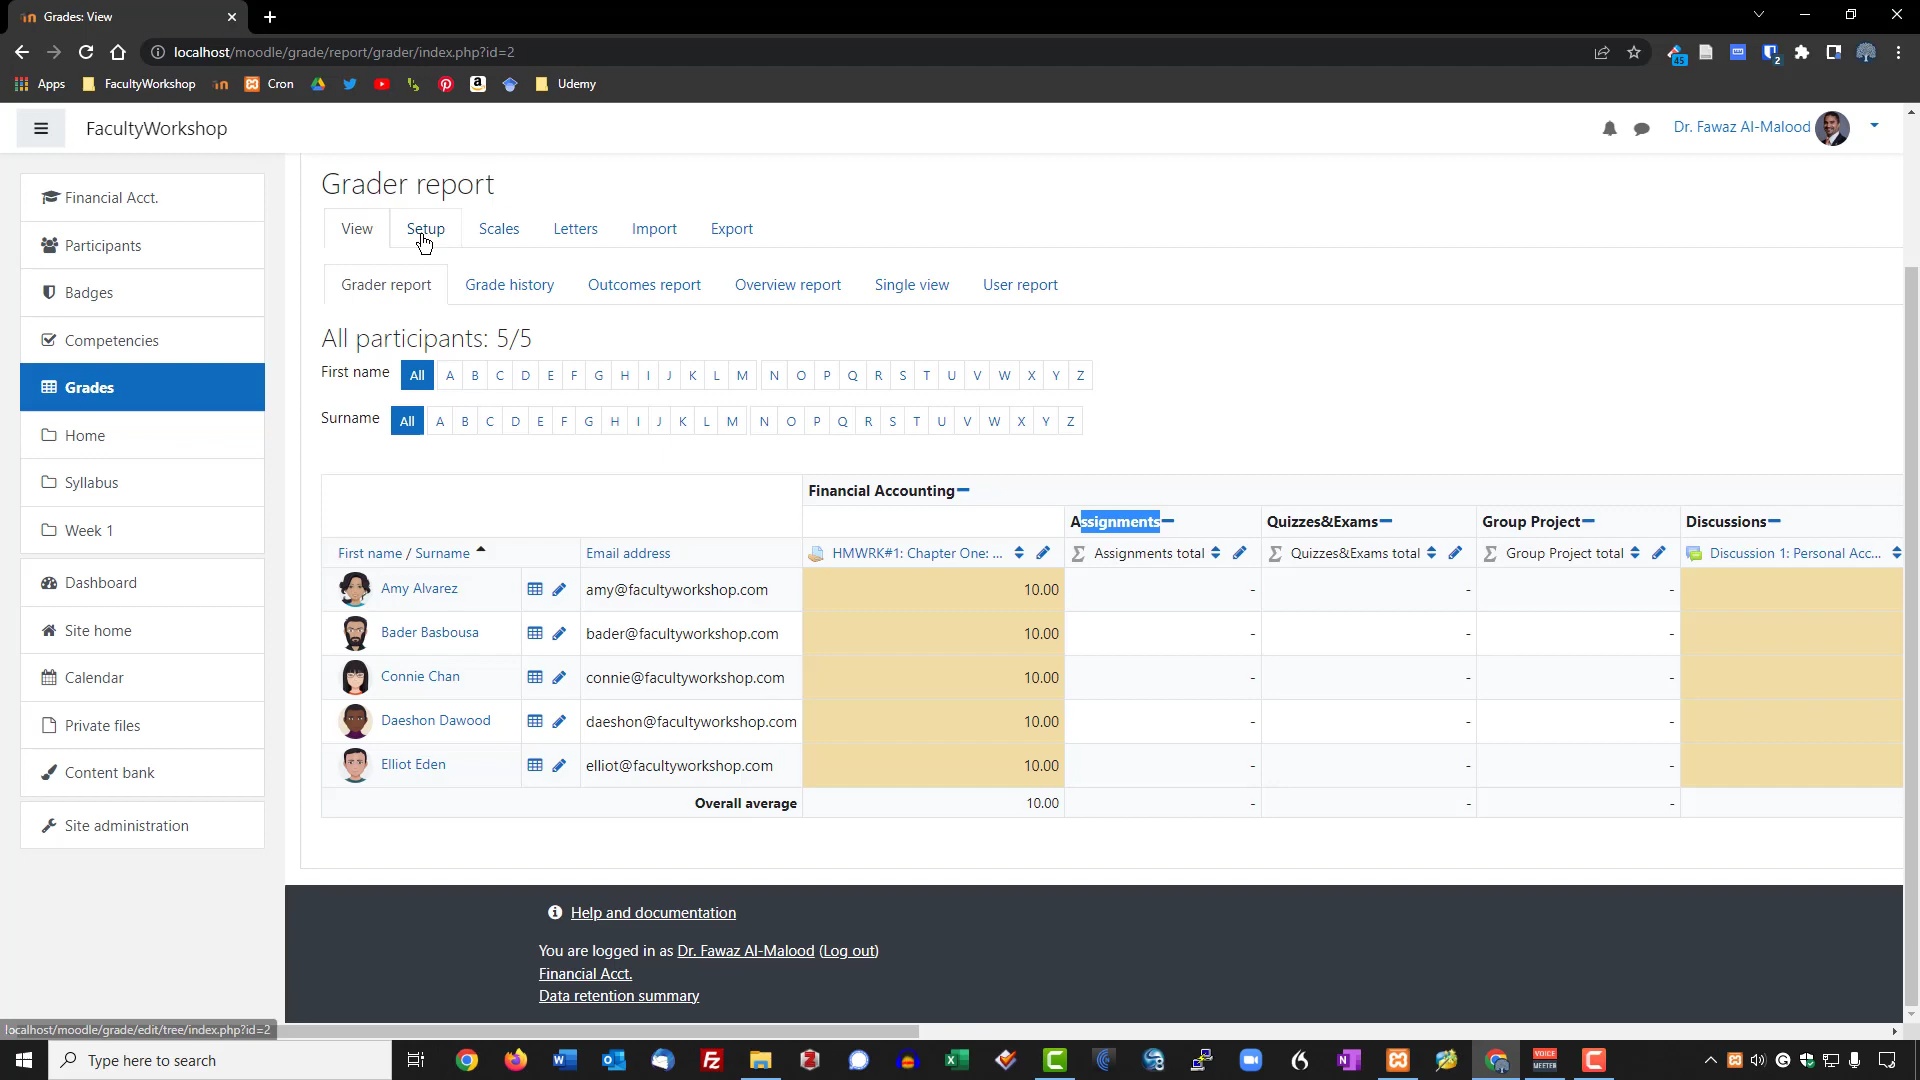 Grades: View
localhost/moodle/grade/report/grader/index.php?id=2
45
2
Apps
FacultyWorkshop
Cron
Udemy
FacultyWorkshop
Dr. Fawaz Al-Malood
Financial Acct.
Participants
Badges
Competencies
Grades
Home
Syllabus
Week 1
Dashboard
Site home
Calendar
Private files
Content bank
Site administration
Grader report
View Setup Scales Letters Import Export
Grader report Grade history Outcomes report Overview report Single view User report
All participants: 5/5
First name All A B C D E F G H I J K L M N O P Q R S T U V W X Y Z
Surname All A B C D E F G H I J K L M N O P Q R S T U V W X Y Z
Financial Accounting
Assignments Quizzes&Exams Group Project Discussions
First name / Surname Email address HMWRK#1: Chapter One: ... Assignments total Quizzes&Exams total Group Project total Discussion 1: Personal Acc...
Amy Alvarez amy@facultyworkshop.com 10.00 - - -
Bader Basbousa bader@facultyworkshop.com 10.00 - - -
Connie Chan connie@facultyworkshop.com 10.00 - - -
Daeshon Dawood daeshon@facultyworkshop.com 10.00 - - -
Elliot Eden elliot@facultyworkshop.com 10.00 - - -
Overall average 10.00 - - -
Help and documentation
You are logged in as Dr. Fawaz Al-Malood (Log out)
Financial Acct.
Data retention summary
localhost/moodle/grade/edit/tree/index.php?id=2
Type here to search
VOICE
MEETER